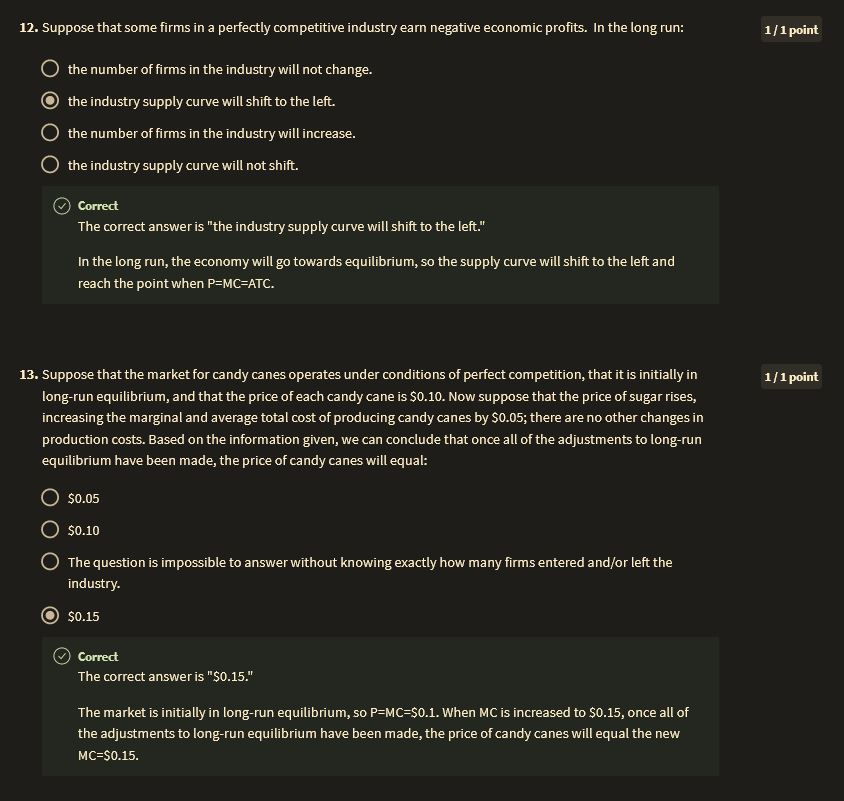 12. Suppose that some firms in a perfectly competitive industry earn negative economic profits. In the long run:
1 / 1 point
the number of firms in the industry will not change.
the industry supply curve will shift to the left.
the number of firms in the industry will increase.
the industry supply curve will not shift.
Correct
The correct answer is "the industry supply curve will shift to the left."
In the long run, the economy will go towards equilibrium, so the supply curve will shift to the left and
reach the point when P=MC=ATC.
13. Suppose that the market for candy canes operates under conditions of perfect competition, that it is initially in
1 / 1 point
long-run equilibrium, and that the price of each candy cane is $0.10. Now suppose that the price of sugar rises,
increasing the marginal and average total cost of producing candy canes by $0.05; there are no other changes in
production costs. Based on the information given, we can conclude that once all of the adjustments to long-run
equilibrium have been made, the price of candy canes will equal:
$0.05
$0.10
The question is impossible to answer without knowing exactly how many firms entered and/or left the
industry.
$0.15
Correct
The correct answer is "$0.15."
The market is initially in long-run equilibrium, so P=MC=$0.1. When MC is increased to $0.15, once all of
the adjustments to long-run equilibrium have been made, the price of candy canes will equal the new
MC=$0.15.